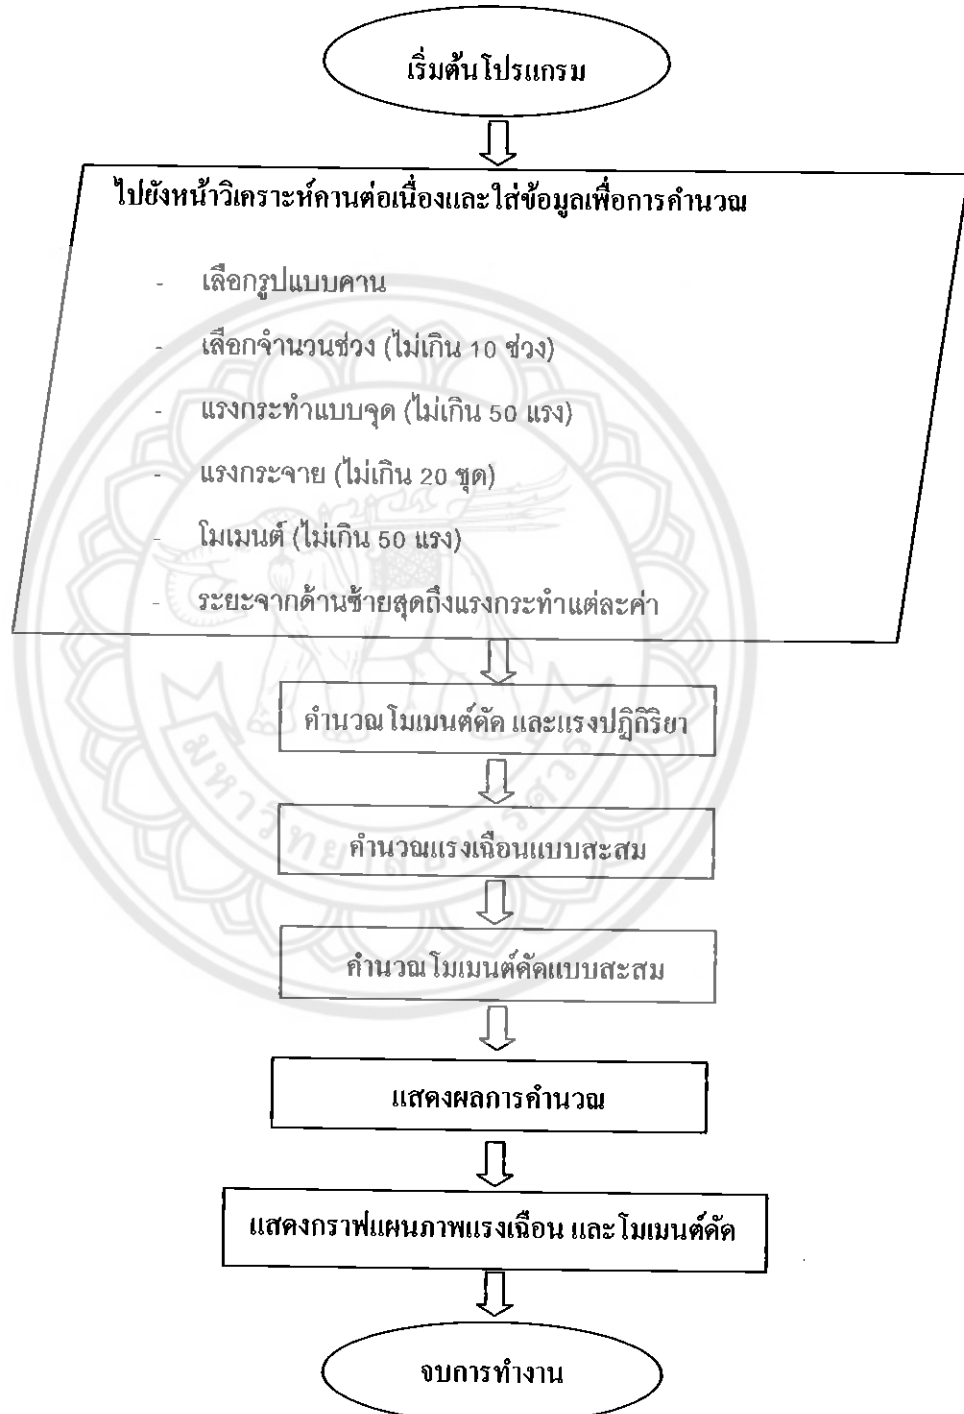 เริ่มต้นโปรแกรม
ไปยังหน้าวิเคราะห์คานต่อเนื่องและใส่ข้อมูลเพื่อการคำนวณ
- เลือกรูปแบบคาน
- เลือกจำนวนช่วง (ไม่เกิน 10 ช่วง)
- แรงกระทำแบบจุด (ไม่เกิน 50 แรง)
- แรงกระจาย (ไม่เกิน 20 ชุด)
- โมเมนต์ (ไม่เกิน 50 แรง)
- ระยะจากด้านซ้ายสุดถึงแรงกระทำแต่ละค่า
คำนวณโมเมนต์ดัด และแรงปฏิกิริยา
คำนวณแรงเฉือนแบบสะสม
คำนวณโมเมนต์ดัดแบบสะสม
แสดงผลการคำนวณ
แสดงกราฟแผนภาพแรงเฉือน และโมเมนต์ดัด
จบการทำงาน
มหาวิทยาลัยนเรศวร